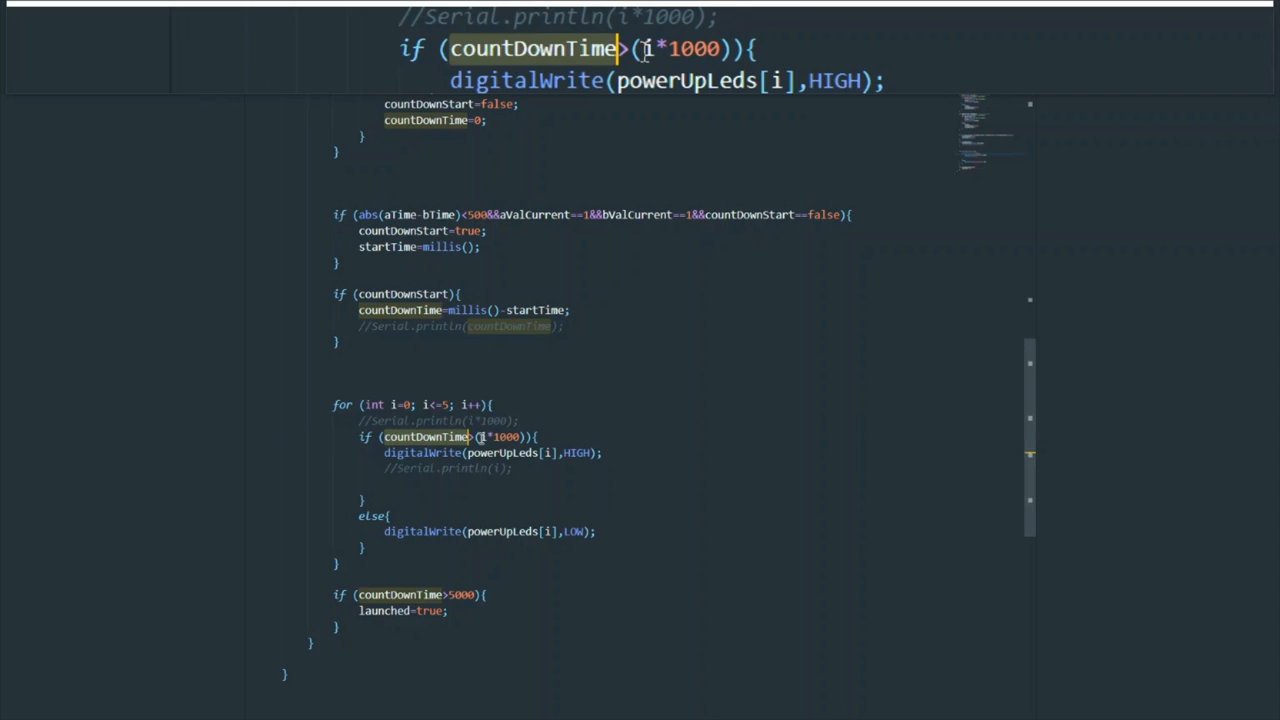 //Serial.println(i*1000);
if (countDownTime>(i*1000)){
digitalWrite(powerUpLeds[i],HIGH);
countDownStart=false;
countDownTime=0;
}
}
if (abs(aTime-bTime)<500&&aValCurrent==1&&bValCurrent==1&&countDownStart==false){
countDownStart=true;
startTime=millis();
}
if (countDownStart){
countDownTime=millis()-startTime;
//Serial.println(countDownTime);
}
for (int i=0; i<=5; i++){
//Serial.println(i*1000);
if (countDownTime>(i*1000)){
digitalWrite(powerUpLeds[i],HIGH);
//Serial.println(i);
}
else{
digitalWrite(powerUpLeds[i],LOW);
}
}
if (countDownTime>5000){
launched=true;
}
}
}